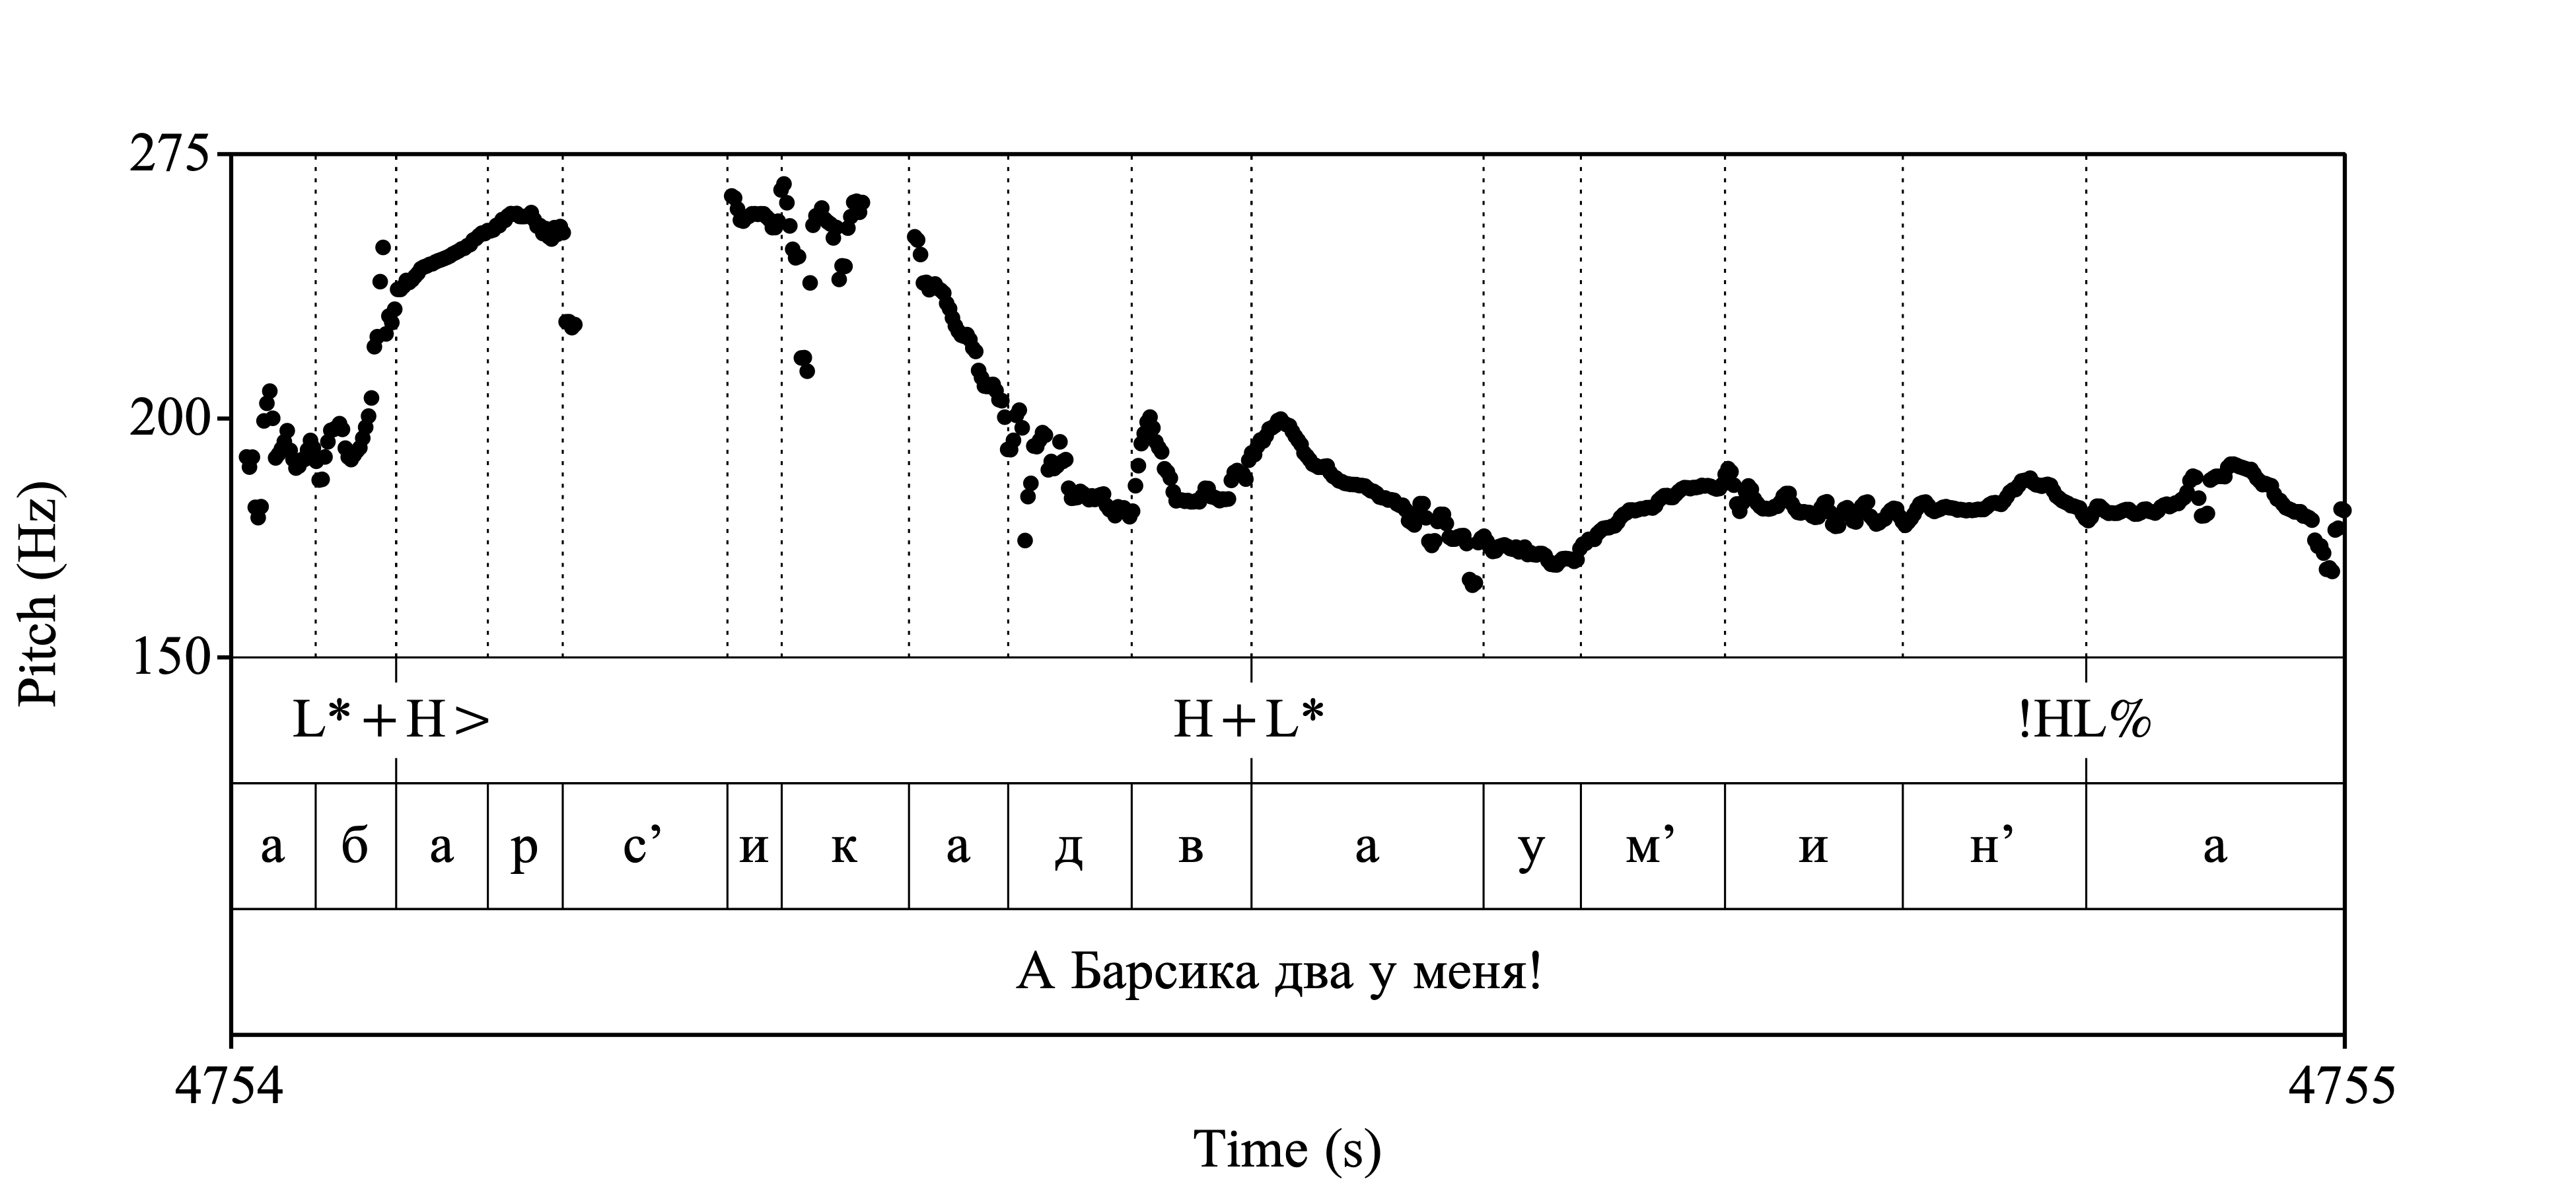 275
200
150
Pitch (Hz)
L*+H> H+L* !HL%
а б а р с’ и к а д в а у м’ и н’ а
А Барсика два у меня!
4754 4755
Time (s)